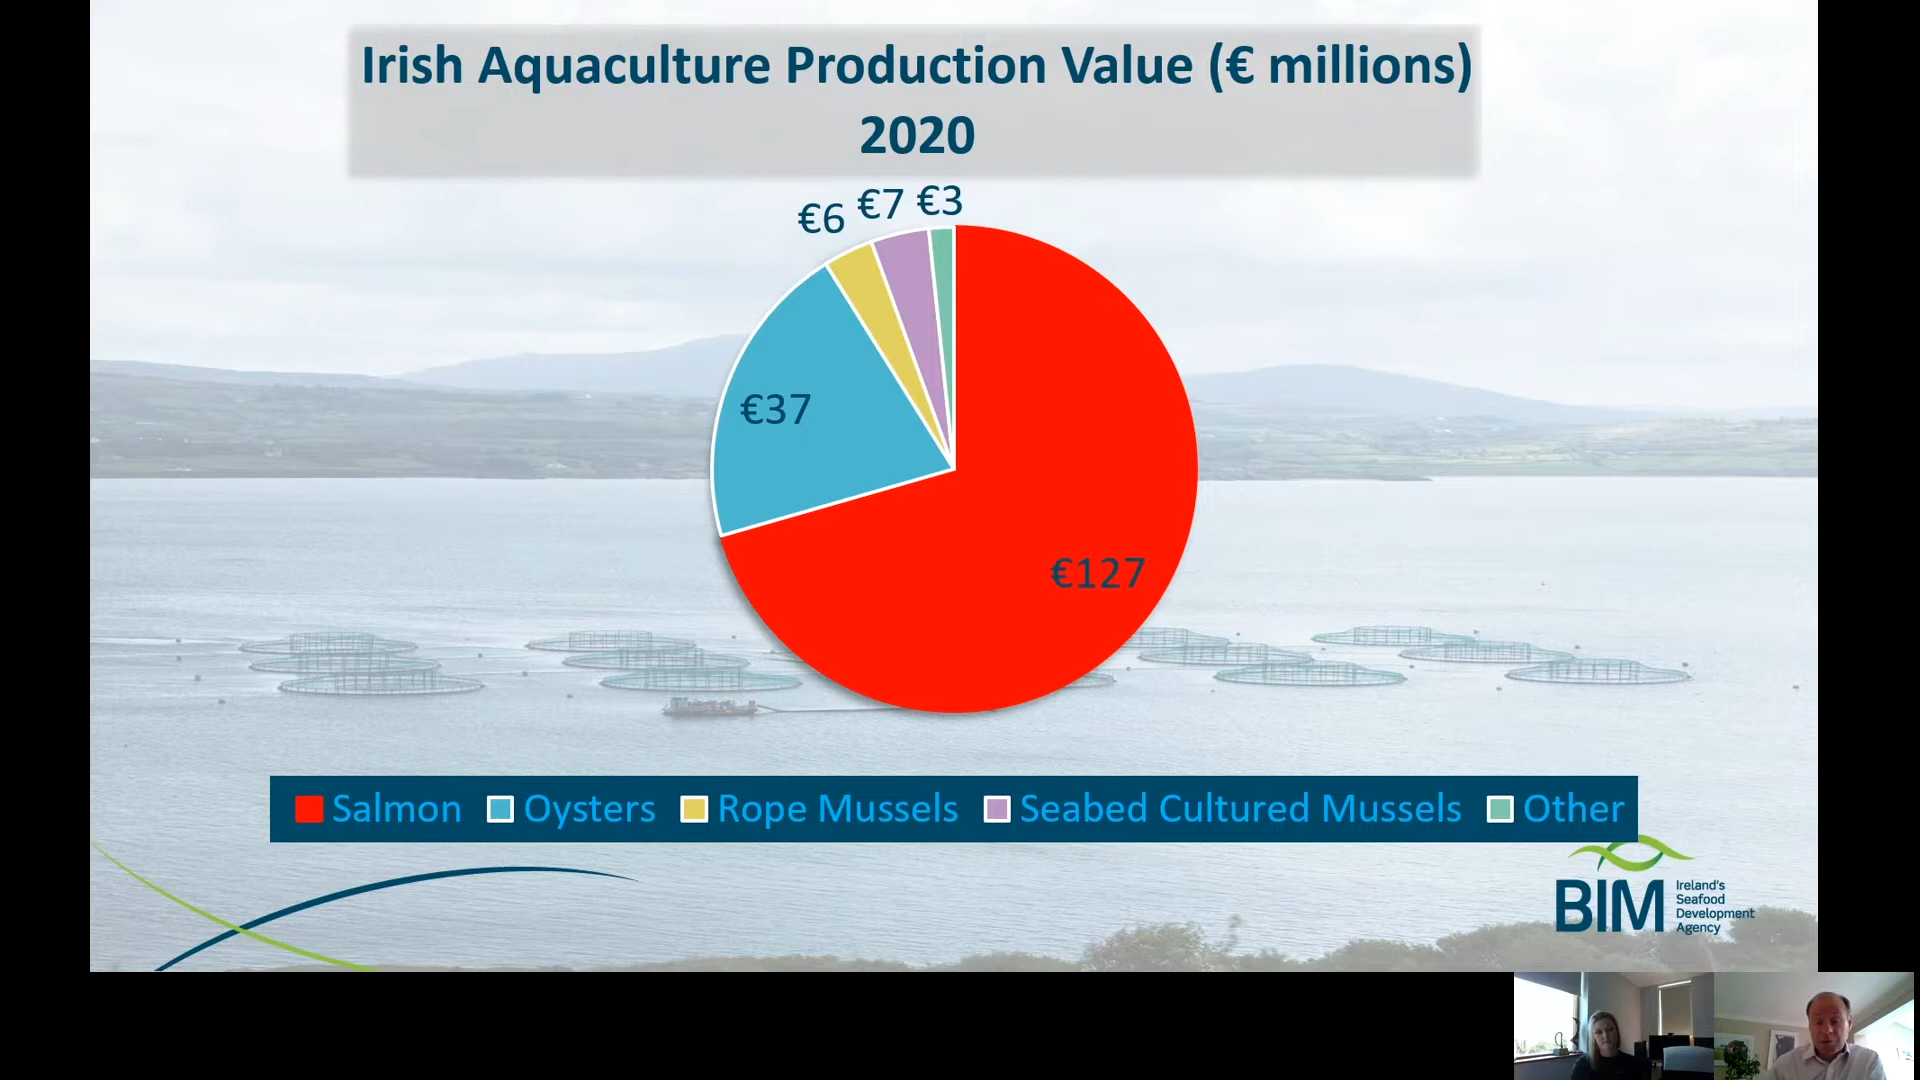 Irish Aquaculture Production Value (€ millions)
2020
€6 €7 €3
€37
€127
Salmon Oysters Rope Mussels Seabed Cultured Mussels Other
BIM
Ireland's
Seafood
Development
Agency